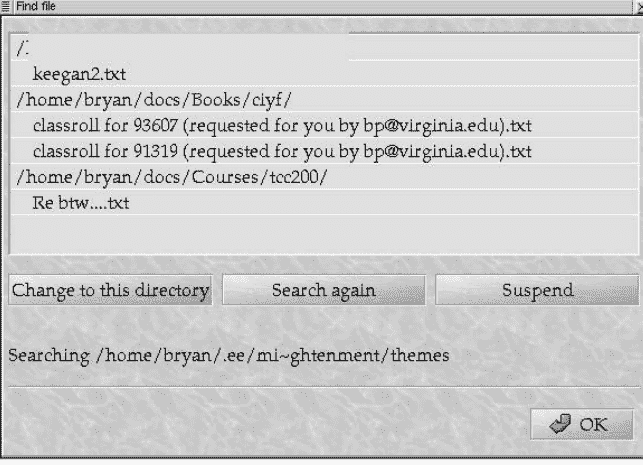 Find file
/
keegan2.txt
/home/bryan/docs/Books/ciyf/
classroll for 93607 (requested for you by bp@virginia.edu).txt
classroll for 91319 (requested for you by bp@virginia.edu).txt
/home/bryan/docs/Courses/tcc200/
Re btw....txt
Change to this directory
Search again
Suspend
Searching /home/bryan/.ee/mi~ghtenment/themes
OK